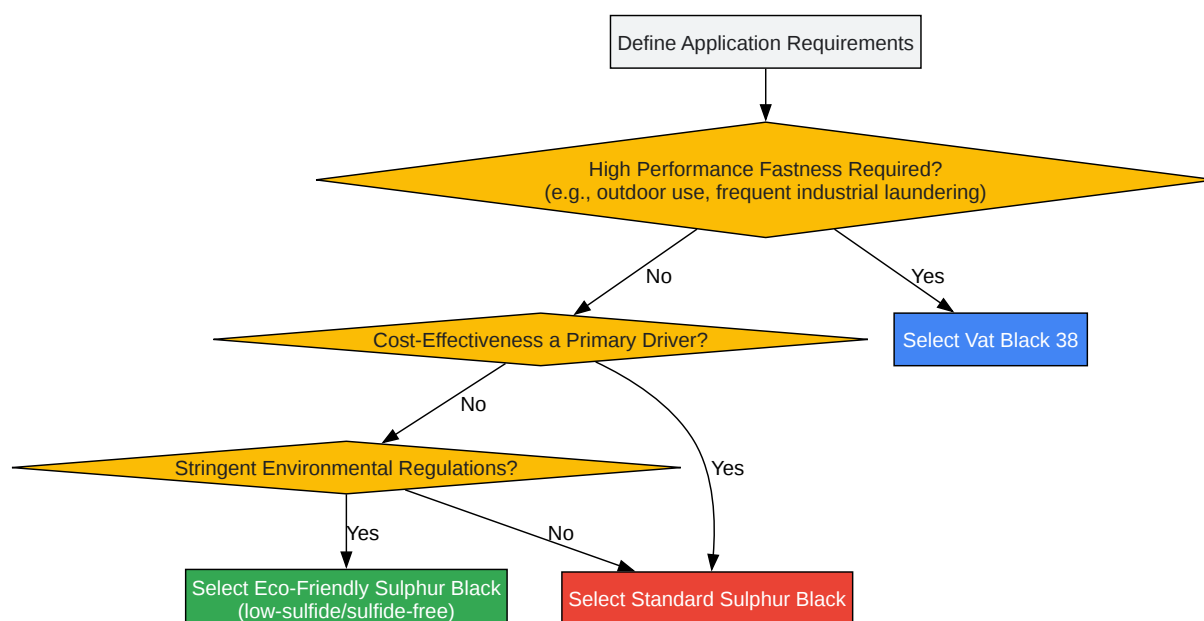 Define Application Requirements
High Performance Fastness Required?
(e.g., outdoor use, frequent industrial laundering)
No
Yes
Cost-Effectiveness a Primary Driver?
Select Vat Black 38
No
Stringent Environmental Regulations?
Yes
Yes
No
Select Eco-Friendly Sulphur Black
(low-sulfide/sulfide-free)
Select Standard Sulphur Black